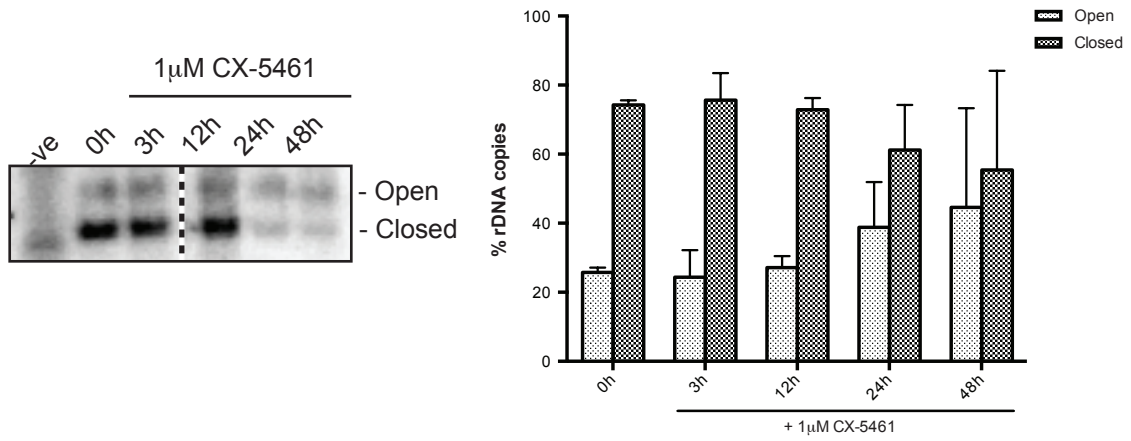 1µM CX-5461
-ve 0h 3h 12h 24h 48h
- Open
- Closed
% rDNA copies
100
80
60
40
20
0
0h 3h 12h 24h 48h
+ 1µM CX-5461
Open
Closed